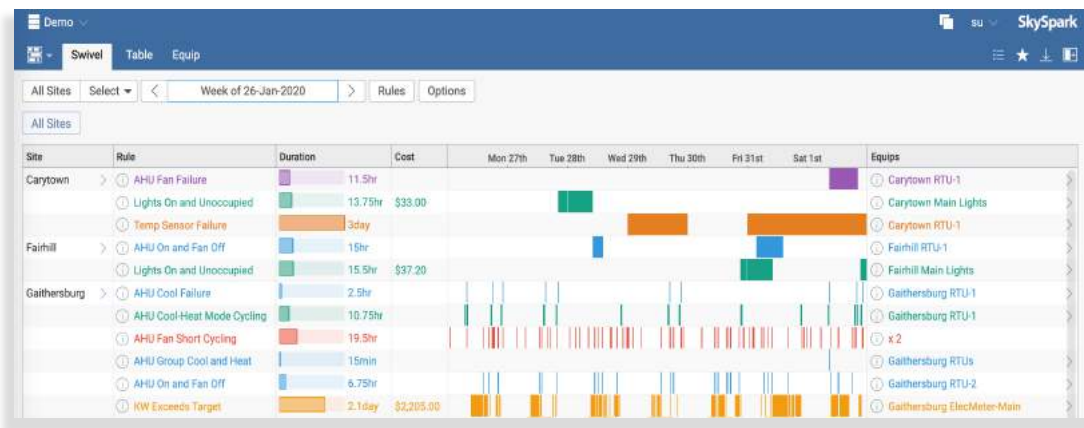 Demo su SkySpark
Swivel Table Equip
All Sites Select Week of 26-Jan-2020 Rules Options
All Sites
Site Rule Duration Cost Mon 27th Tue 28th Wed 29th Thu 30th Fri 31st Sat 1st Equips
Carytown AHU Fan Failure 11.5hr Carytown RTU-1
Lights On and Unoccupied 13.75hr $33.00 Carytown Main Lights
Temp Sensor Failure 3day Carytown RTU-1
Fairhill AHU On and Fan Off 15hr Fairhill RTU-1
Lights On and Unoccupied 15.5hr $37.20 Fairhill Main Lights
Gaithersburg AHU Cool Failure 2.5hr Gaithersburg RTU-1
AHU Cool-Heat Mode Cycling 10.75hr Gaithersburg RTU-1
AHU Fan Short Cycling 19.5hr x 2
AHU Group Cool and Heat 15min Gaithersburg RTUs
AHU On and Fan Off 6.75hr Gaithersburg RTU-2
KW Exceeds Target 2.1day $2,205.00 Gaithersburg ElecMeter-Main